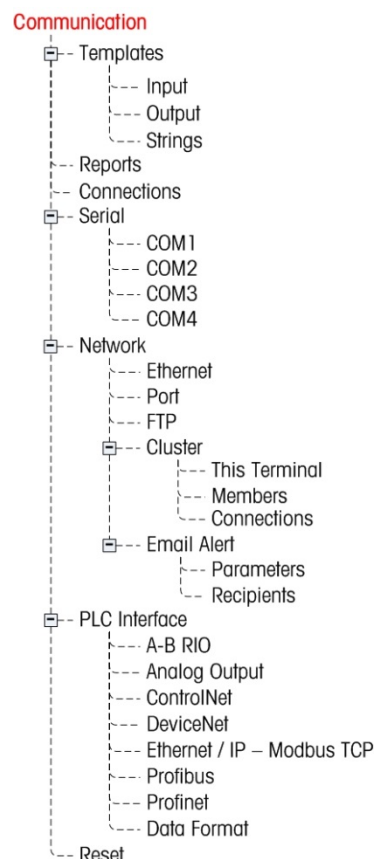 Communication
Templates
Input
Output
Strings
Reports
Connections
Serial
COM1
COM2
COM3
COM4
Network
Ethernet
Port
FTP
Cluster
This Terminal
Members
Connections
Email Alert
Parameters
Recipients
PLC Interface
A-B RIO
Analog Output
ControlNet
DeviceNet
Ethernet / IP – Modbus TCP
Profibus
Profinet
Data Format
Reset